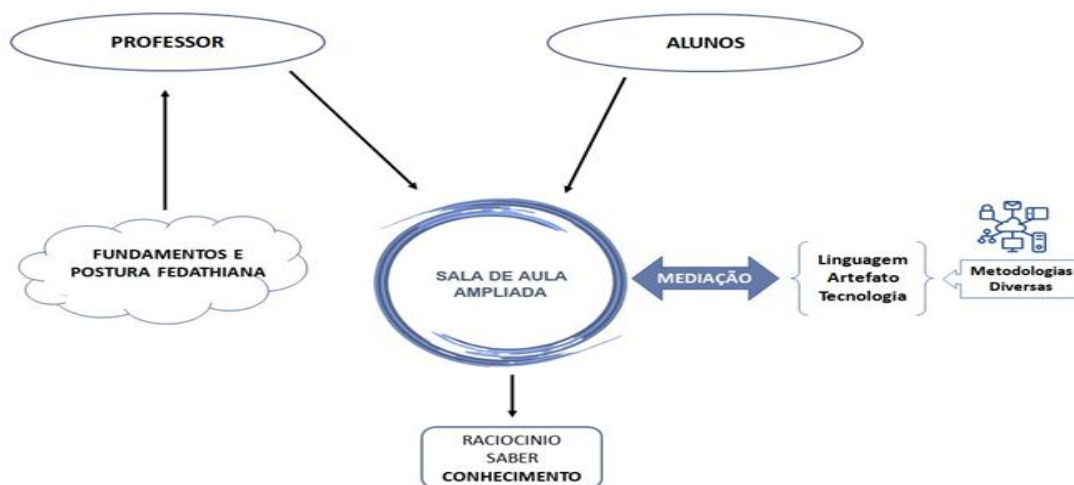 PROFESSOR
ALUNOS
FUNDAMENTOS E
POSTURA FEDATHIANA
SALA DE AULA
AMPLIADA
MEDIAÇÃO
Linguagem
Artefato
Tecnologia
Metodologias
Diversas
RACIOCINIO
SABER
CONHECIMENTO